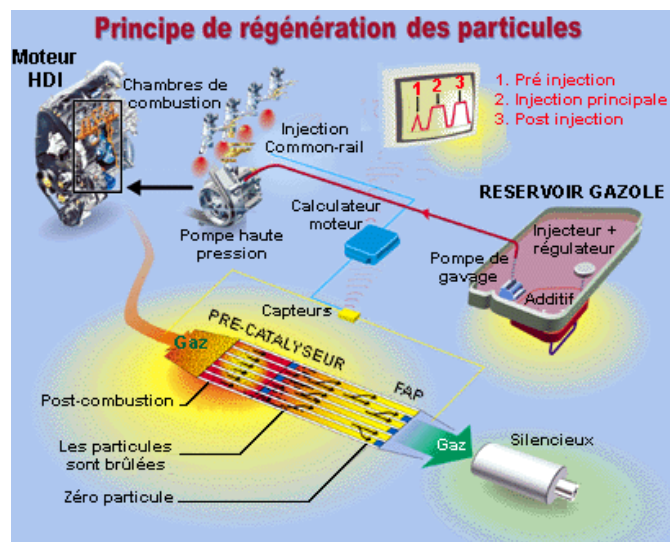 Principe de régénération des particules
Moteur
HDI
Chambres de
combustion
Injection
Common-rail
1 2 3
1. Pré injection
2. Injection principale
3. Post injection
Pompe haute
pression
Calculateur
moteur
RESERVOIR GAZOLE
Injecteur +
régulateur
Pompe de
gavage
Additif
Capteurs
Gaz
PRE-CATALYSEUR
FAP
Post-combustion
Les particules
sont brûlées
Zéro particule
Gaz
Silencieux